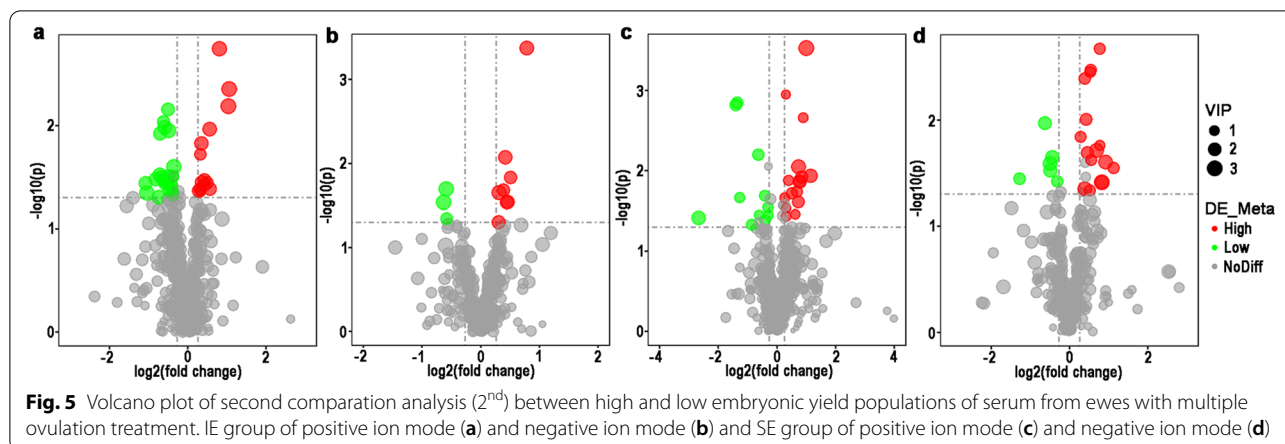 a
b
c
d
-log10(p)
2
1
0
-2
0
2
log2(fold change)
-log10(p)
3
2
1
0
-2
-1
0
1
2
log2(fold change)
-log10(p)
3
2
1
0
-4
-2
0
2
4
log2(fold change)
-log10(p)
2
1
0
-2
0
2
log2(fold change)
VIP
1
2
3
DE_Meta
High
Low
NoDiff
Fig. 5 Volcano plot of second comparation analysis (2nd) between high and low embryonic yield populations of serum from ewes with multiple
ovulation treatment. IE group of positive ion mode (a) and negative ion mode (b) and SE group of positive ion mode (c) and negative ion mode (d)